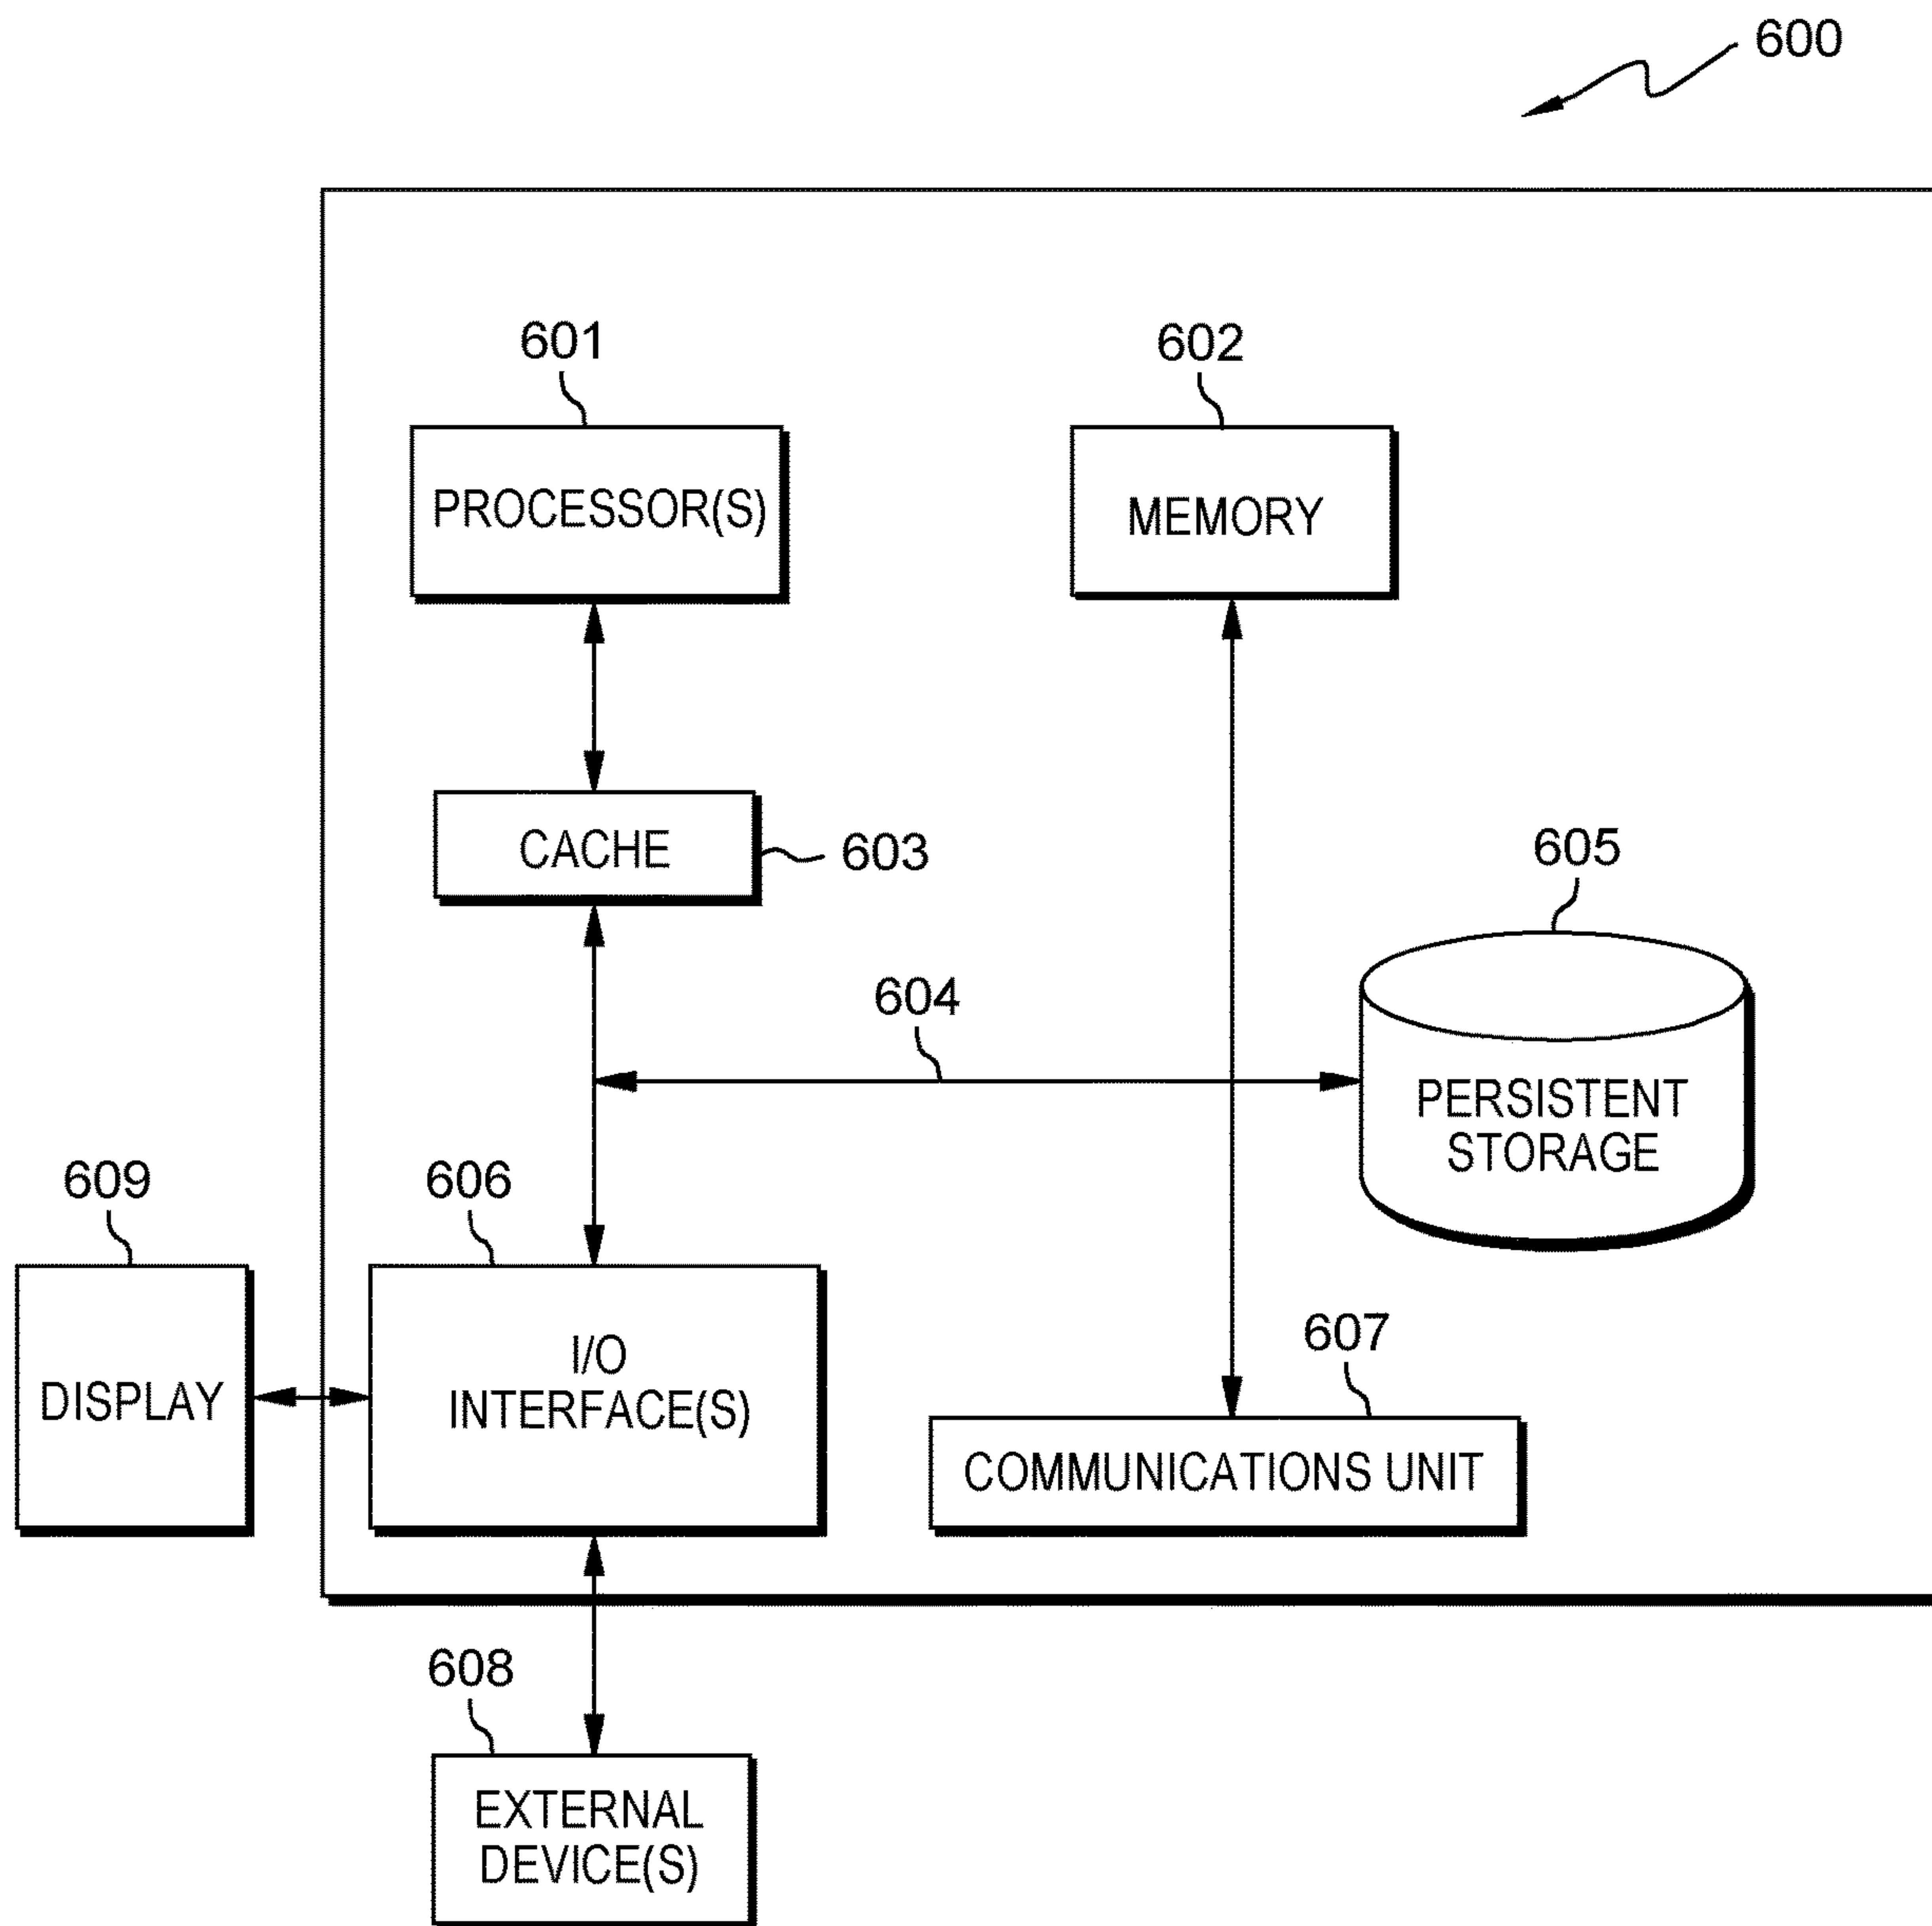 600
601
602
PROCESSOR(S)
MEMORY
CACHE
603
605
604
PERSISTENT
STORAGE
609
606
607
DISPLAY
I/O
INTERFACE(S)
COMMUNICATIONS UNIT
608
EXTERNAL
DEVICE(S)